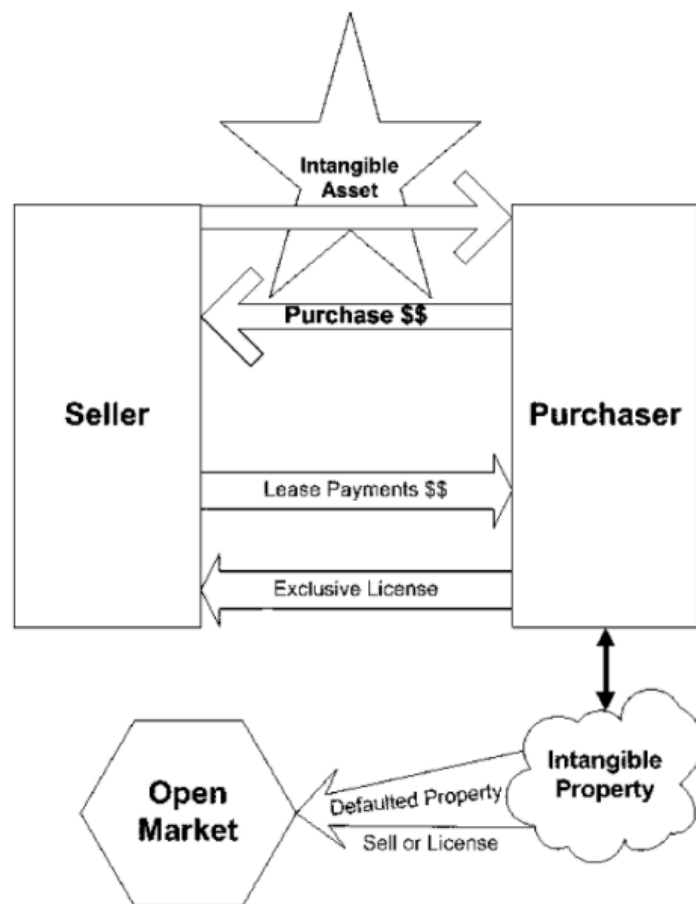 Intangible
Asset
Purchase $$
Seller
Purchaser
Lease Payments $$
Exclusive License
Intangible
Property
Defaulted Property
Open
Market
Sell or License